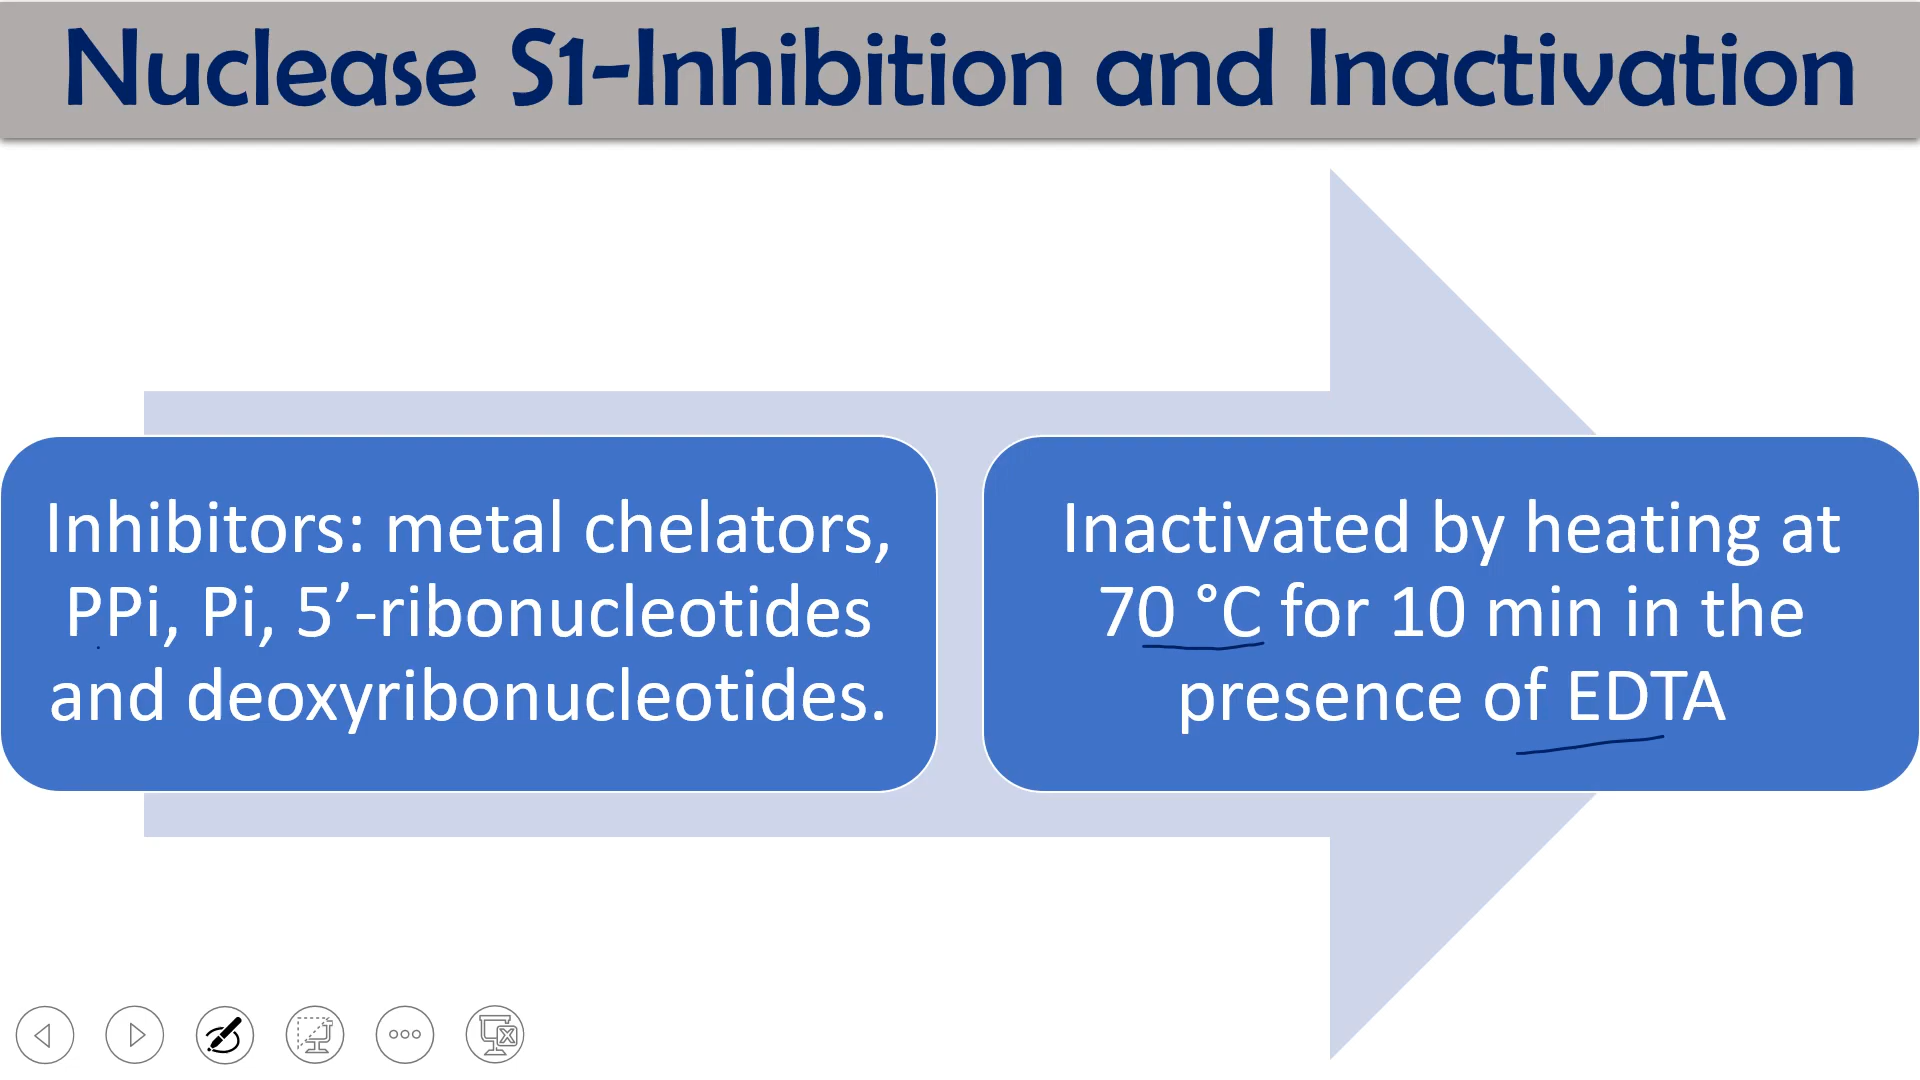 Nuclease S1-Inhibition and Inactivation
Inhibitors: metal chelators,
PPi, Pi, 5’-ribonucleotides
and deoxyribonucleotides.
Inactivated by heating at
70 °C for 10 min in the
presence of EDTA